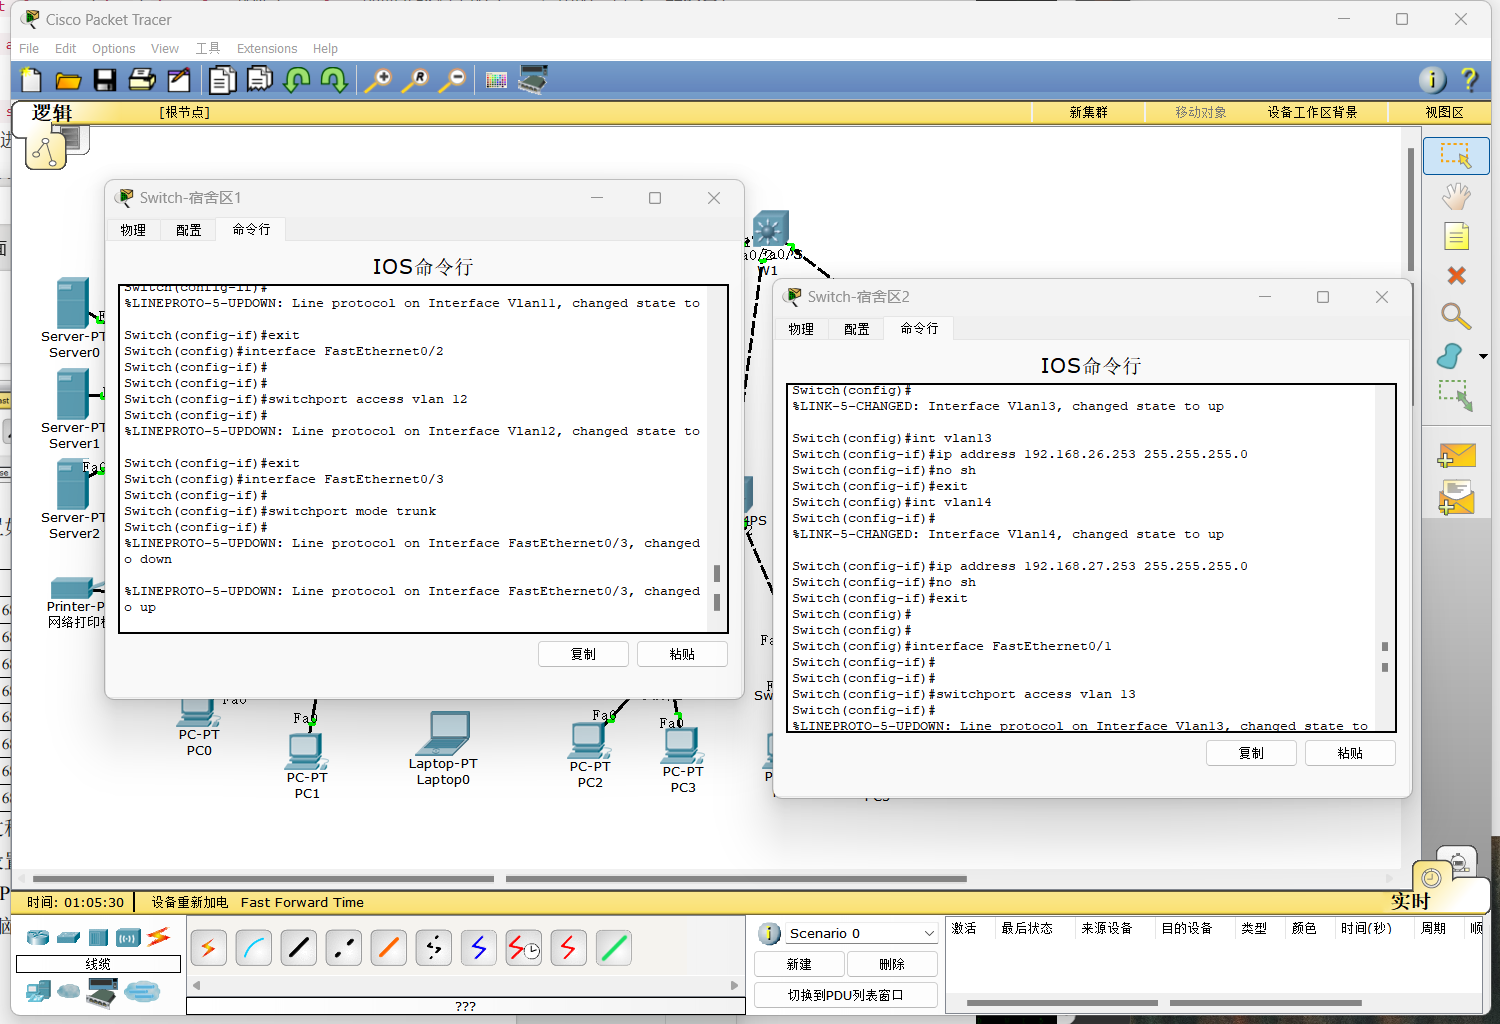 Cisco Packet Tracer
File Edit Options View 工具 Extensions Help
逻辑 [根节点] 新集群 移动对象 设备工作区背景 视图区
Switch-宿舍区1
物理 配置 命令行
IOS命令行
Switch(config-if)#
%LINEPROTO-5-UPDOWN: Line protocol on Interface Vlan11, changed state to
Switch(config-if)#exit
Switch(config)#interface FastEthernet0/2
Switch(config-if)#
Switch(config-if)#
Switch(config-if)#switchport access vlan 12
Switch(config-if)#
%LINEPROTO-5-UPDOWN: Line protocol on Interface Vlan12, changed state to
Switch(config-if)#exit
Switch(config)#interface FastEthernet0/3
Switch(config-if)#
Switch(config-if)#switchport mode trunk
Switch(config-if)#
%LINEPROTO-5-UPDOWN: Line protocol on Interface FastEthernet0/3, changed
o down
%LINEPROTO-5-UPDOWN: Line protocol on Interface FastEthernet0/3, changed
o up
复制 粘贴
Switch-宿舍区2
物理 配置 命令行
IOS命令行
Switch(config)#
%LINK-5-CHANGED: Interface Vlan13, changed state to up
Switch(config)#int vlan13
Switch(config-if)#ip address 192.168.26.253 255.255.255.0
Switch(config-if)#no sh
Switch(config-if)#exit
Switch(config)#int vlan14
Switch(config-if)#
%LINK-5-CHANGED: Interface Vlan14, changed state to up
Switch(config-if)#ip address 192.168.27.253 255.255.255.0
Switch(config-if)#no sh
Switch(config-if)#exit
Switch(config)#
Switch(config)#
Switch(config)#interface FastEthernet0/1
Switch(config-if)#
Switch(config-if)#
Switch(config-if)#switchport access vlan 13
Switch(config-if)#
%LINEPROTO-5-UPDOWN: Line protocol on Interface Vlan13, changed state to
复制 粘贴
Server-PT
Server0
Server-PT
Server1
Fa0
Server-PT
Server2
Printer-P
网络打印机
W1
4PS
Fa0
PC-PT
PC0
Fa0
PC-PT
PC1
Laptop-PT
Laptop0
Fa0
PC-PT
PC2
Fa0
PC-PT
PC3
时间: 01:05:30 设备重新加电 Fast Forward Time 实时
线缆
???
Scenario 0
新建 删除
切换到PDU列表窗口
激活 最后状态 来源设备 目的设备 类型 颜色 时间(秒) 周期 顺